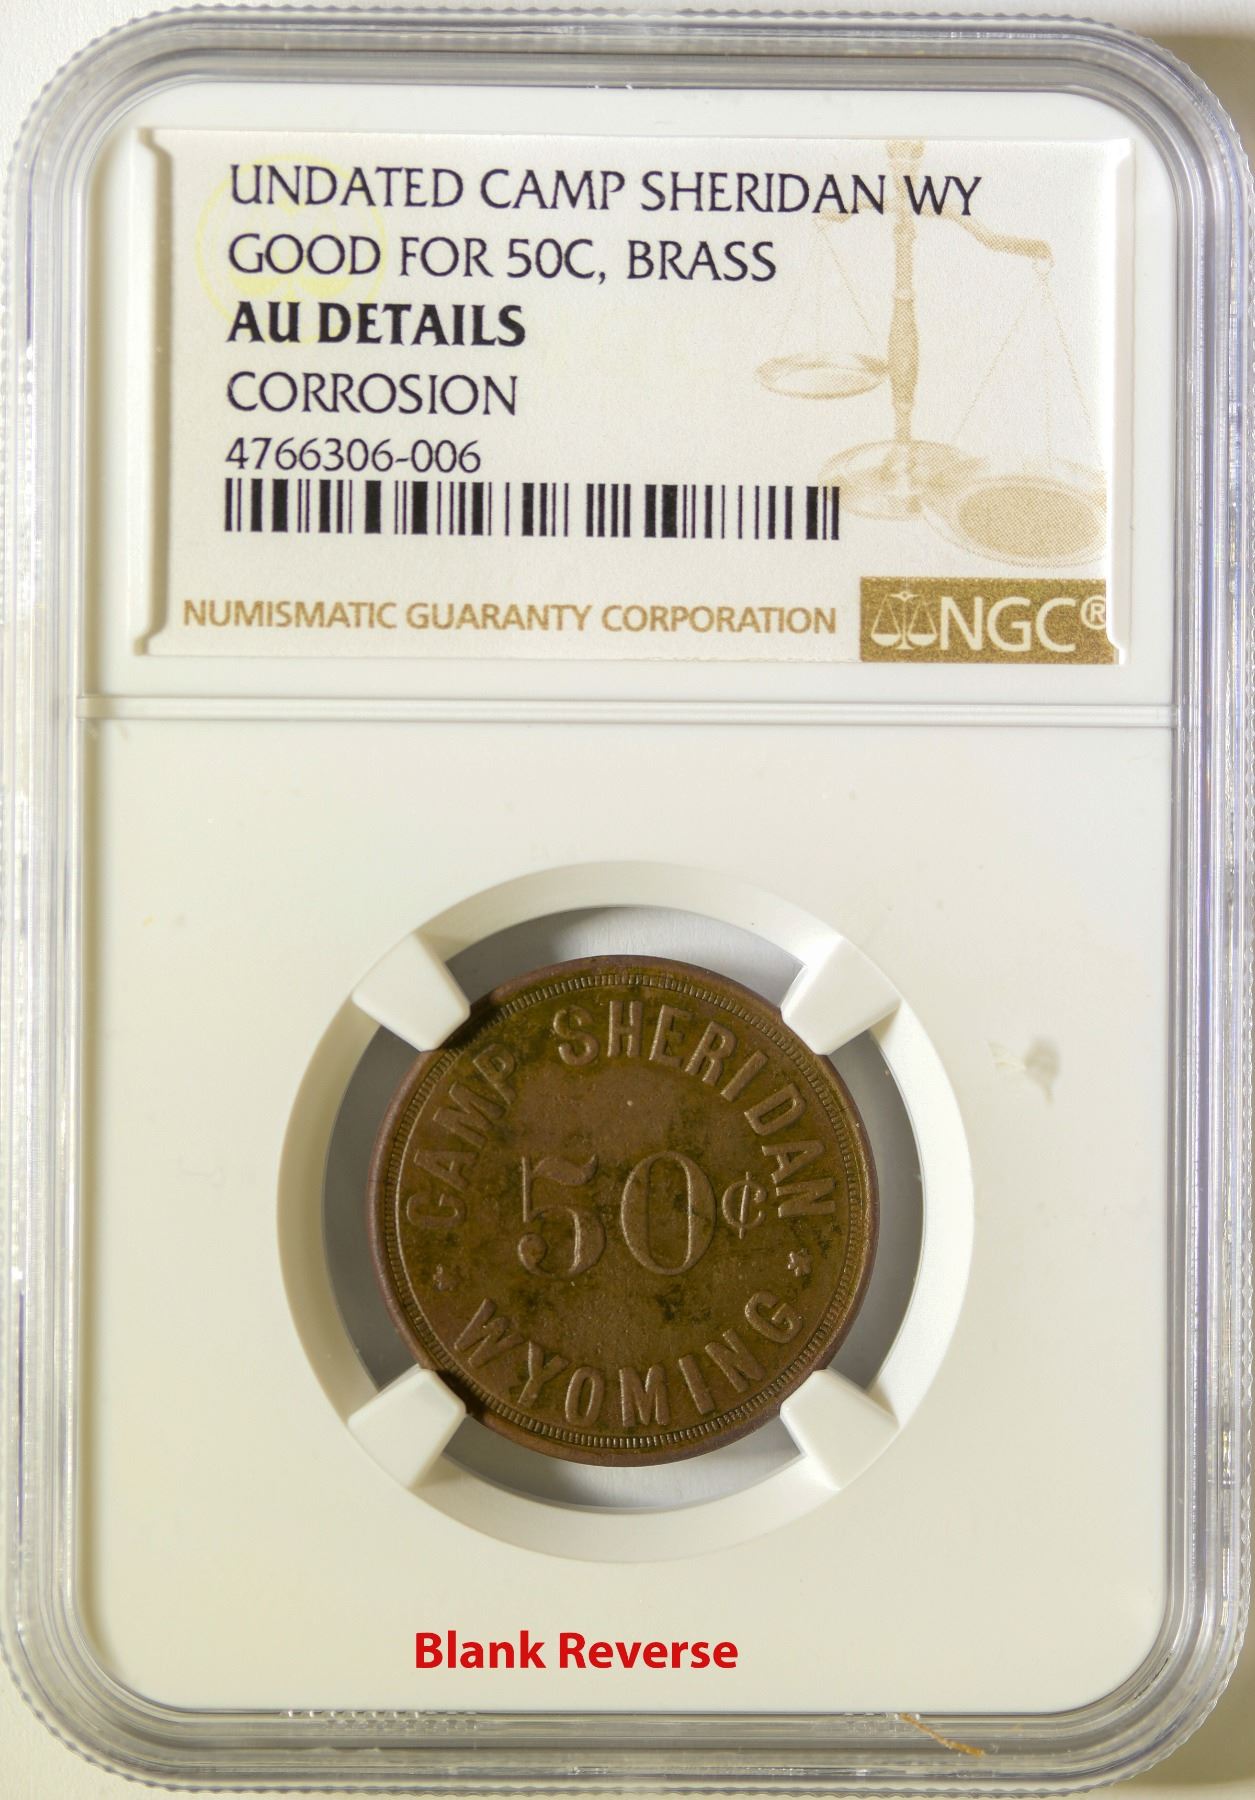 UNDATED CAMP SHERIDAN WY
GOOD FOR 50C, BRASS
AU DETAILS
CORROSION
4766306-006
NUMISMATIC GUARANTY CORPORATION NGC®
CAMP SHERIDAN
50¢
* WYOMING *
Blank Reverse